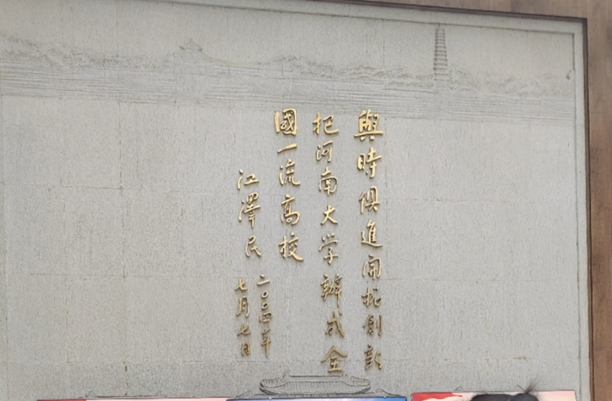 與時俱進開拓創新
把河南大学辦成全
國一流高校
江澤民
二〇〇四年
七月七日